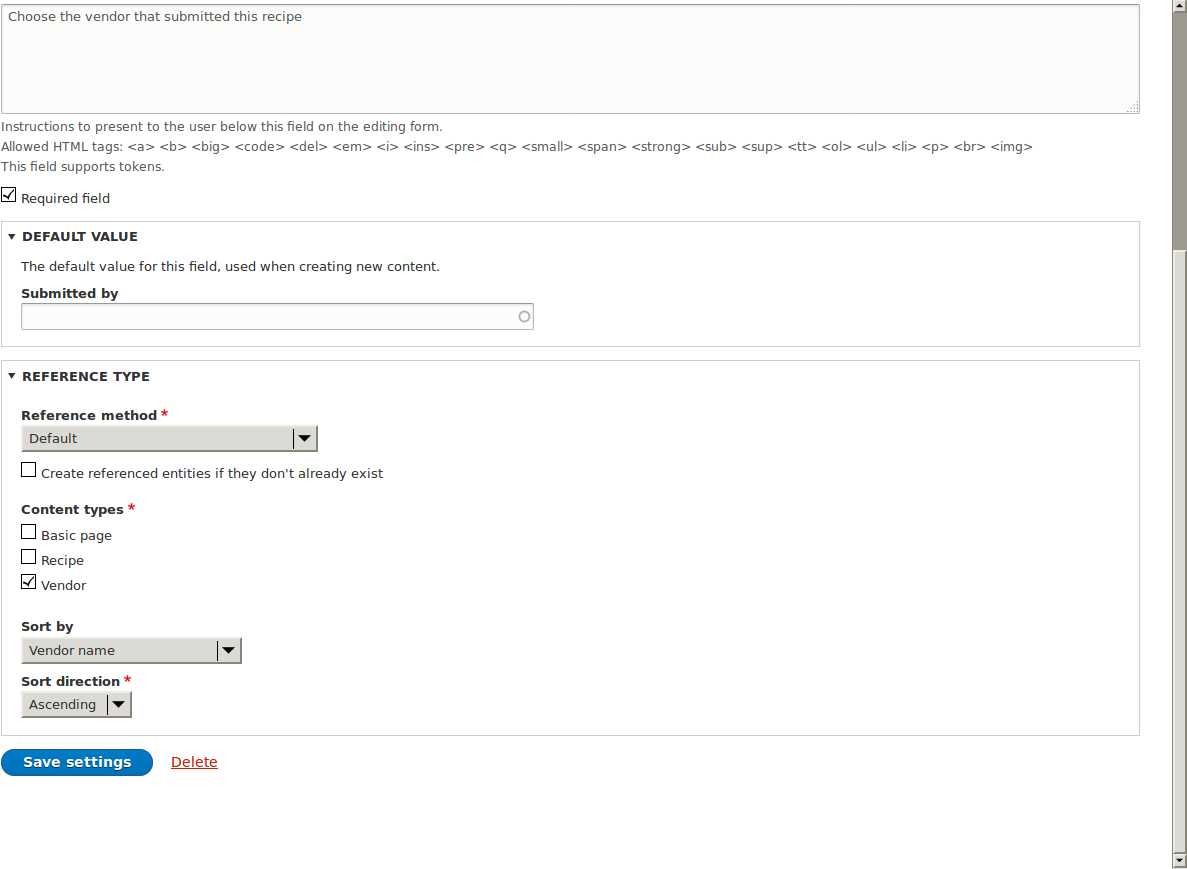 Choose the vendor that submitted this recipe
Instructions to present to the user below this field on the editing form.
Allowed HTML tags: <a> <b> <big> <code> <del> <em> <i> <ins> <pre> <q> <small> <span> <strong> <sub> <sup> <tt> <ol> <ul> <li> <p> <br> <img>
This field supports tokens.
Required field
DEFAULT VALUE
The default value for this field, used when creating new content.
Submitted by
REFERENCE TYPE
Reference method *
Default
Create referenced entities if they don't already exist
Content types *
Basic page
Recipe
Vendor
Sort by
Vendor name
Sort direction *
Ascending
Save settings Delete